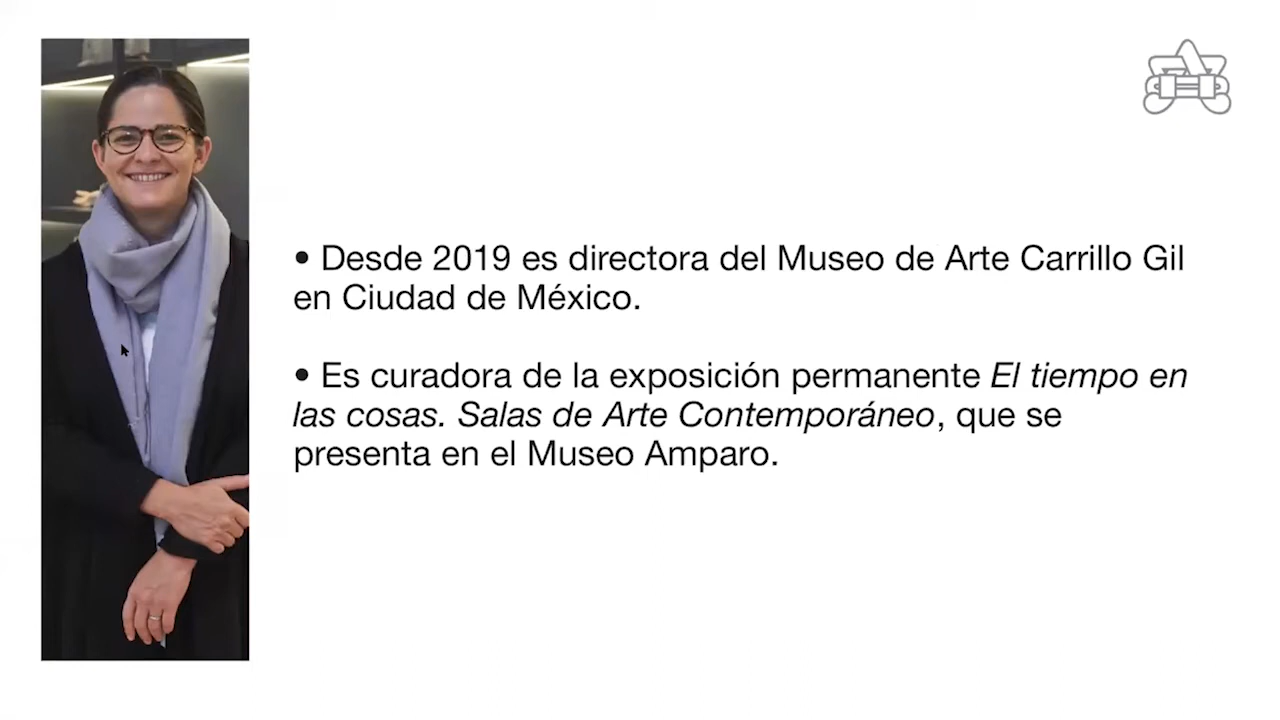 • Desde 2019 es directora del Museo de Arte Carrillo Gil
en Ciudad de México.
• Es curadora de la exposición permanente El tiempo en
las cosas. Salas de Arte Contemporáneo, que se
presenta en el Museo Amparo.